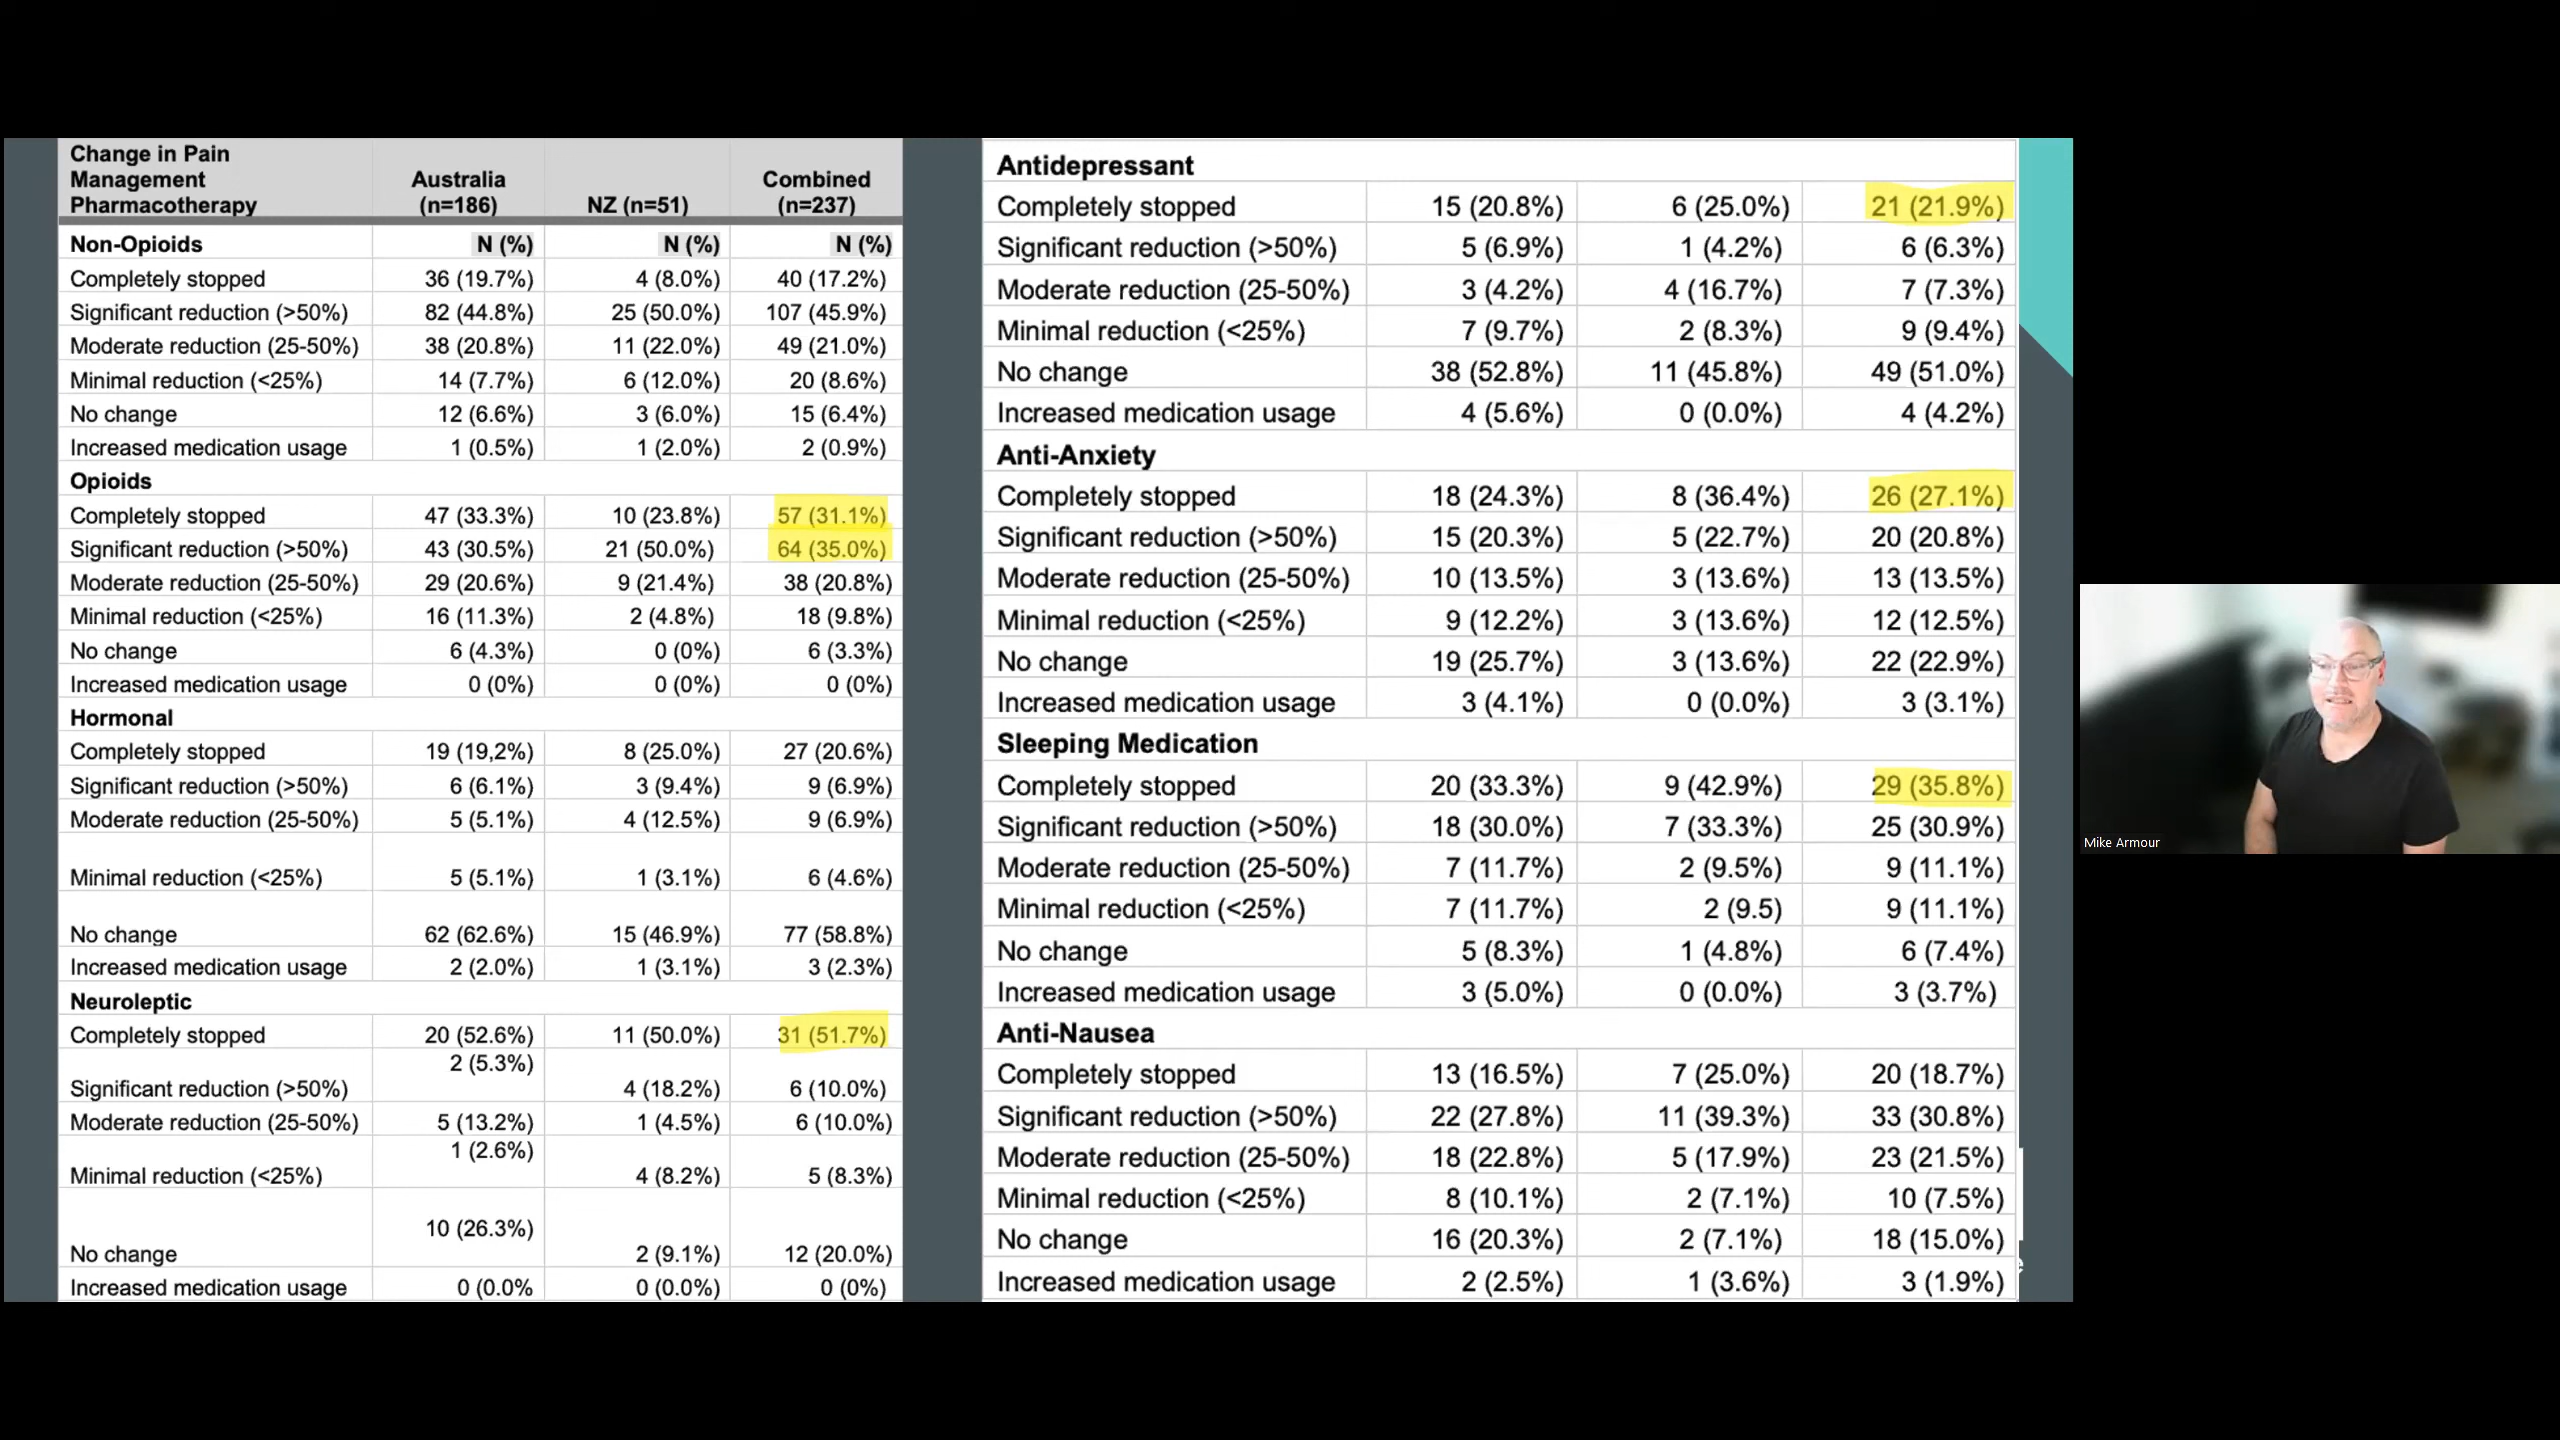 Change in Pain
Management
Pharmacotherapy
Australia
(n=186)
NZ (n=51)
Combined
(n=237)
Non-Opioids N (%) N (%) N (%)
Completely stopped 36 (19.7%) 4 (8.0%) 40 (17.2%)
Significant reduction (>50%) 82 (44.8%) 25 (50.0%) 107 (45.9%)
Moderate reduction (25-50%) 38 (20.8%) 11 (22.0%) 49 (21.0%)
Minimal reduction (<25%) 14 (7.7%) 6 (12.0%) 20 (8.6%)
No change 12 (6.6%) 3 (6.0%) 15 (6.4%)
Increased medication usage 1 (0.5%) 1 (2.0%) 2 (0.9%)
Opioids
Completely stopped 47 (33.3%) 10 (23.8%) 57 (31.1%)
Significant reduction (>50%) 43 (30.5%) 21 (50.0%) 64 (35.0%)
Moderate reduction (25-50%) 29 (20.6%) 9 (21.4%) 38 (20.8%)
Minimal reduction (<25%) 16 (11.3%) 2 (4.8%) 18 (9.8%)
No change 6 (4.3%) 0 (0%) 6 (3.3%)
Increased medication usage 0 (0%) 0 (0%) 0 (0%)
Hormonal
Completely stopped 19 (19,2%) 8 (25.0%) 27 (20.6%)
Significant reduction (>50%) 6 (6.1%) 3 (9.4%) 9 (6.9%)
Moderate reduction (25-50%) 5 (5.1%) 4 (12.5%) 9 (6.9%)
Minimal reduction (<25%) 5 (5.1%) 1 (3.1%) 6 (4.6%)
No change 62 (62.6%) 15 (46.9%) 77 (58.8%)
Increased medication usage 2 (2.0%) 1 (3.1%) 3 (2.3%)
Neuroleptic
Completely stopped 20 (52.6%) 11 (50.0%) 31 (51.7%)
Significant reduction (>50%) 2 (5.3%) 4 (18.2%) 6 (10.0%)
Moderate reduction (25-50%) 5 (13.2%) 1 (4.5%) 6 (10.0%)
Minimal reduction (<25%) 1 (2.6%) 4 (8.2%) 5 (8.3%)
No change 10 (26.3%) 2 (9.1%) 12 (20.0%)
Increased medication usage 0 (0.0% 0 (0.0%) 0 (0%)
Antidepressant
Completely stopped 15 (20.8%) 6 (25.0%) 21 (21.9%)
Significant reduction (>50%) 5 (6.9%) 1 (4.2%) 6 (6.3%)
Moderate reduction (25-50%) 3 (4.2%) 4 (16.7%) 7 (7.3%)
Minimal reduction (<25%) 7 (9.7%) 2 (8.3%) 9 (9.4%)
No change 38 (52.8%) 11 (45.8%) 49 (51.0%)
Increased medication usage 4 (5.6%) 0 (0.0%) 4 (4.2%)
Anti-Anxiety
Completely stopped 18 (24.3%) 8 (36.4%) 26 (27.1%)
Significant reduction (>50%) 15 (20.3%) 5 (22.7%) 20 (20.8%)
Moderate reduction (25-50%) 10 (13.5%) 3 (13.6%) 13 (13.5%)
Minimal reduction (<25%) 9 (12.2%) 3 (13.6%) 12 (12.5%)
No change 19 (25.7%) 3 (13.6%) 22 (22.9%)
Increased medication usage 3 (4.1%) 0 (0.0%) 3 (3.1%)
Sleeping Medication
Completely stopped 20 (33.3%) 9 (42.9%) 29 (35.8%)
Significant reduction (>50%) 18 (30.0%) 7 (33.3%) 25 (30.9%)
Moderate reduction (25-50%) 7 (11.7%) 2 (9.5%) 9 (11.1%)
Minimal reduction (<25%) 7 (11.7%) 2 (9.5) 9 (11.1%)
No change 5 (8.3%) 1 (4.8%) 6 (7.4%)
Increased medication usage 3 (5.0%) 0 (0.0%) 3 (3.7%)
Anti-Nausea
Completely stopped 13 (16.5%) 7 (25.0%) 20 (18.7%)
Significant reduction (>50%) 22 (27.8%) 11 (39.3%) 33 (30.8%)
Moderate reduction (25-50%) 18 (22.8%) 5 (17.9%) 23 (21.5%)
Minimal reduction (<25%) 8 (10.1%) 2 (7.1%) 10 (7.5%)
No change 16 (20.3%) 2 (7.1%) 18 (15.0%)
Increased medication usage 2 (2.5%) 1 (3.6%) 3 (1.9%)
Mike Armour